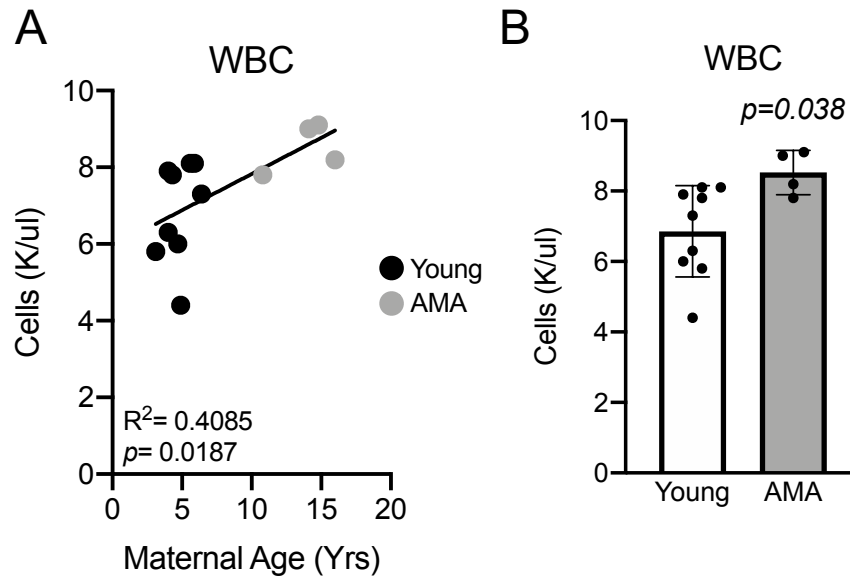 A
WBC
10
8
6
4
2
0
Cells (K/ul)
R²= 0.4085
p= 0.0187
0 5 10 15 20
Maternal Age (Yrs)
Young
AMA
B
WBC
p=0.038
10
8
6
4
2
0
Cells (K/ul)
Young AMA